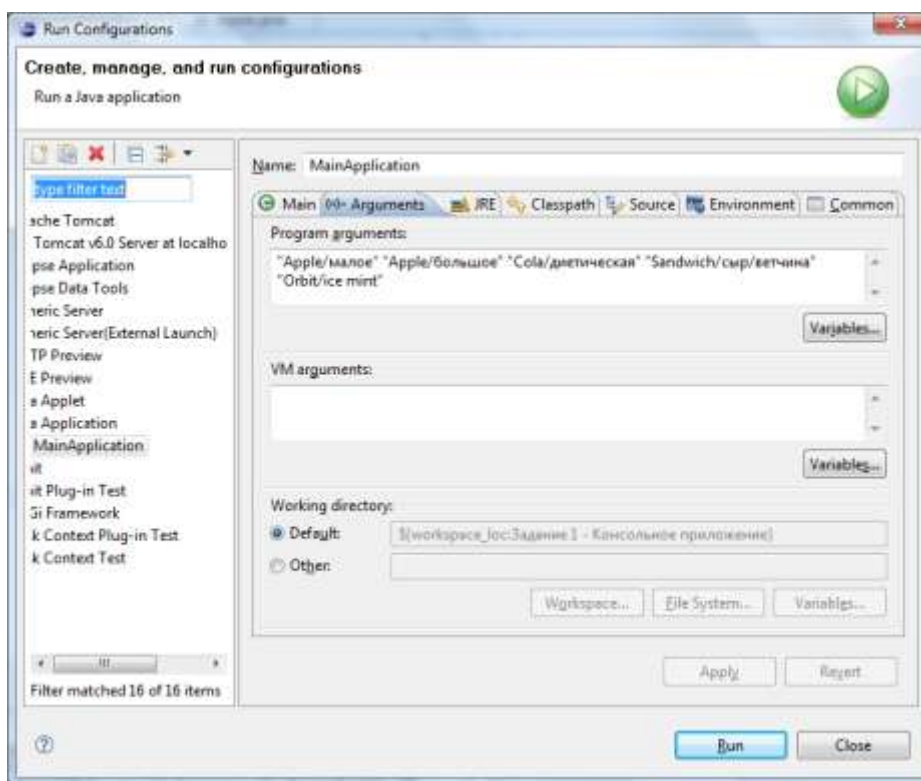 Run Configurations
Create, manage, and run configurations
Run a Java application
type filter text
sche Tomcat
Tomcat v6.0 Server at localho
pse Application
pse Data Tools
neric Server
neric Server(External Launch)
TP Preview
E Preview
a Applet
a Application
MainApplication
it
it Plug-in Test
Gi Framework
k Context Plug-in Test
k Context Test
Filter matched 16 of 16 items
Name: MainApplication
Main (x)= Arguments JRE Classpath Source Environment Common
Program arguments:
"Apple/малое" "Apple/большое" "Cola/диетическая" "Sandwich/сыр/ветчина"
"Orbit/ice mint"
Variables...
VM arguments:
Variables...
Working directory:
Default: ${workspace_loc:Задание 1 - Консольное приложение}
Other:
Workspace... File System... Variables...
Apply Revert
Run Close